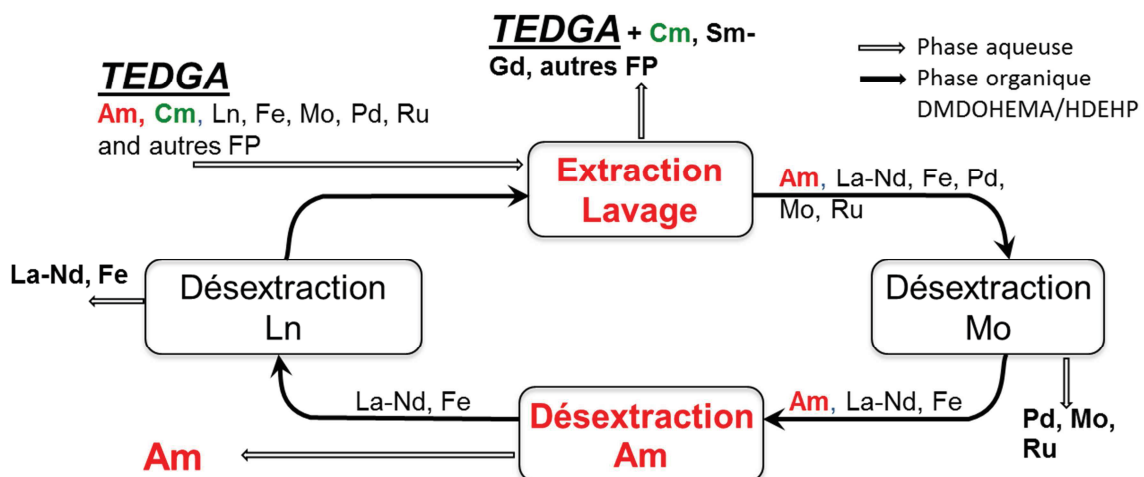 TEDGA
Am, Cm, Ln, Fe, Mo, Pd, Ru
and autres FP
TEDGA + Cm, Sm-
Gd, autres FP
Phase aqueuse
Phase organique
DMDOHEMA/HDEHP
Extraction
Lavage
Am, La-Nd, Fe, Pd,
Mo, Ru
La-Nd, Fe
Désextraction
Ln
Désextraction
Mo
La-Nd, Fe
Désextraction
Am
Am, La-Nd, Fe
Pd, Mo,
Ru
Am